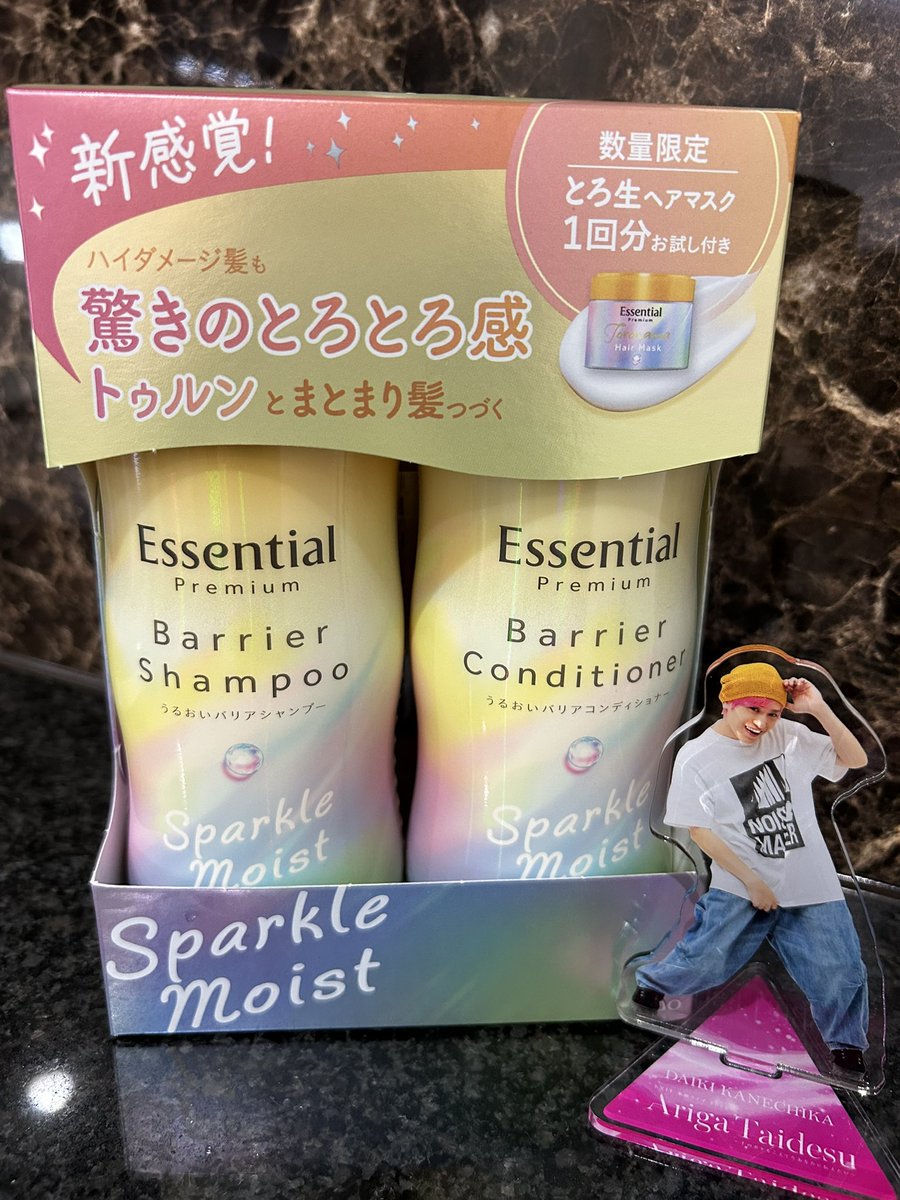 新感覚!
ハイダメージ髪も
驚きのとろとろ感
トゥルンとまとまり髪つづく
数量限定
とろ生ヘアマスク
1回分お試し付き
Essential
Premium
Hair Mask
Essential
Premium
Barrier
Shampoo
うるおいバリアシャンプー
Sparkle
Moist
Essential
Premium
Barrier
Conditioner
うるおいバリアコンディショナー
Sparkle
Moist
Sparkle
Moist
DAIKI KANECHIKA
Ariga Taidesu